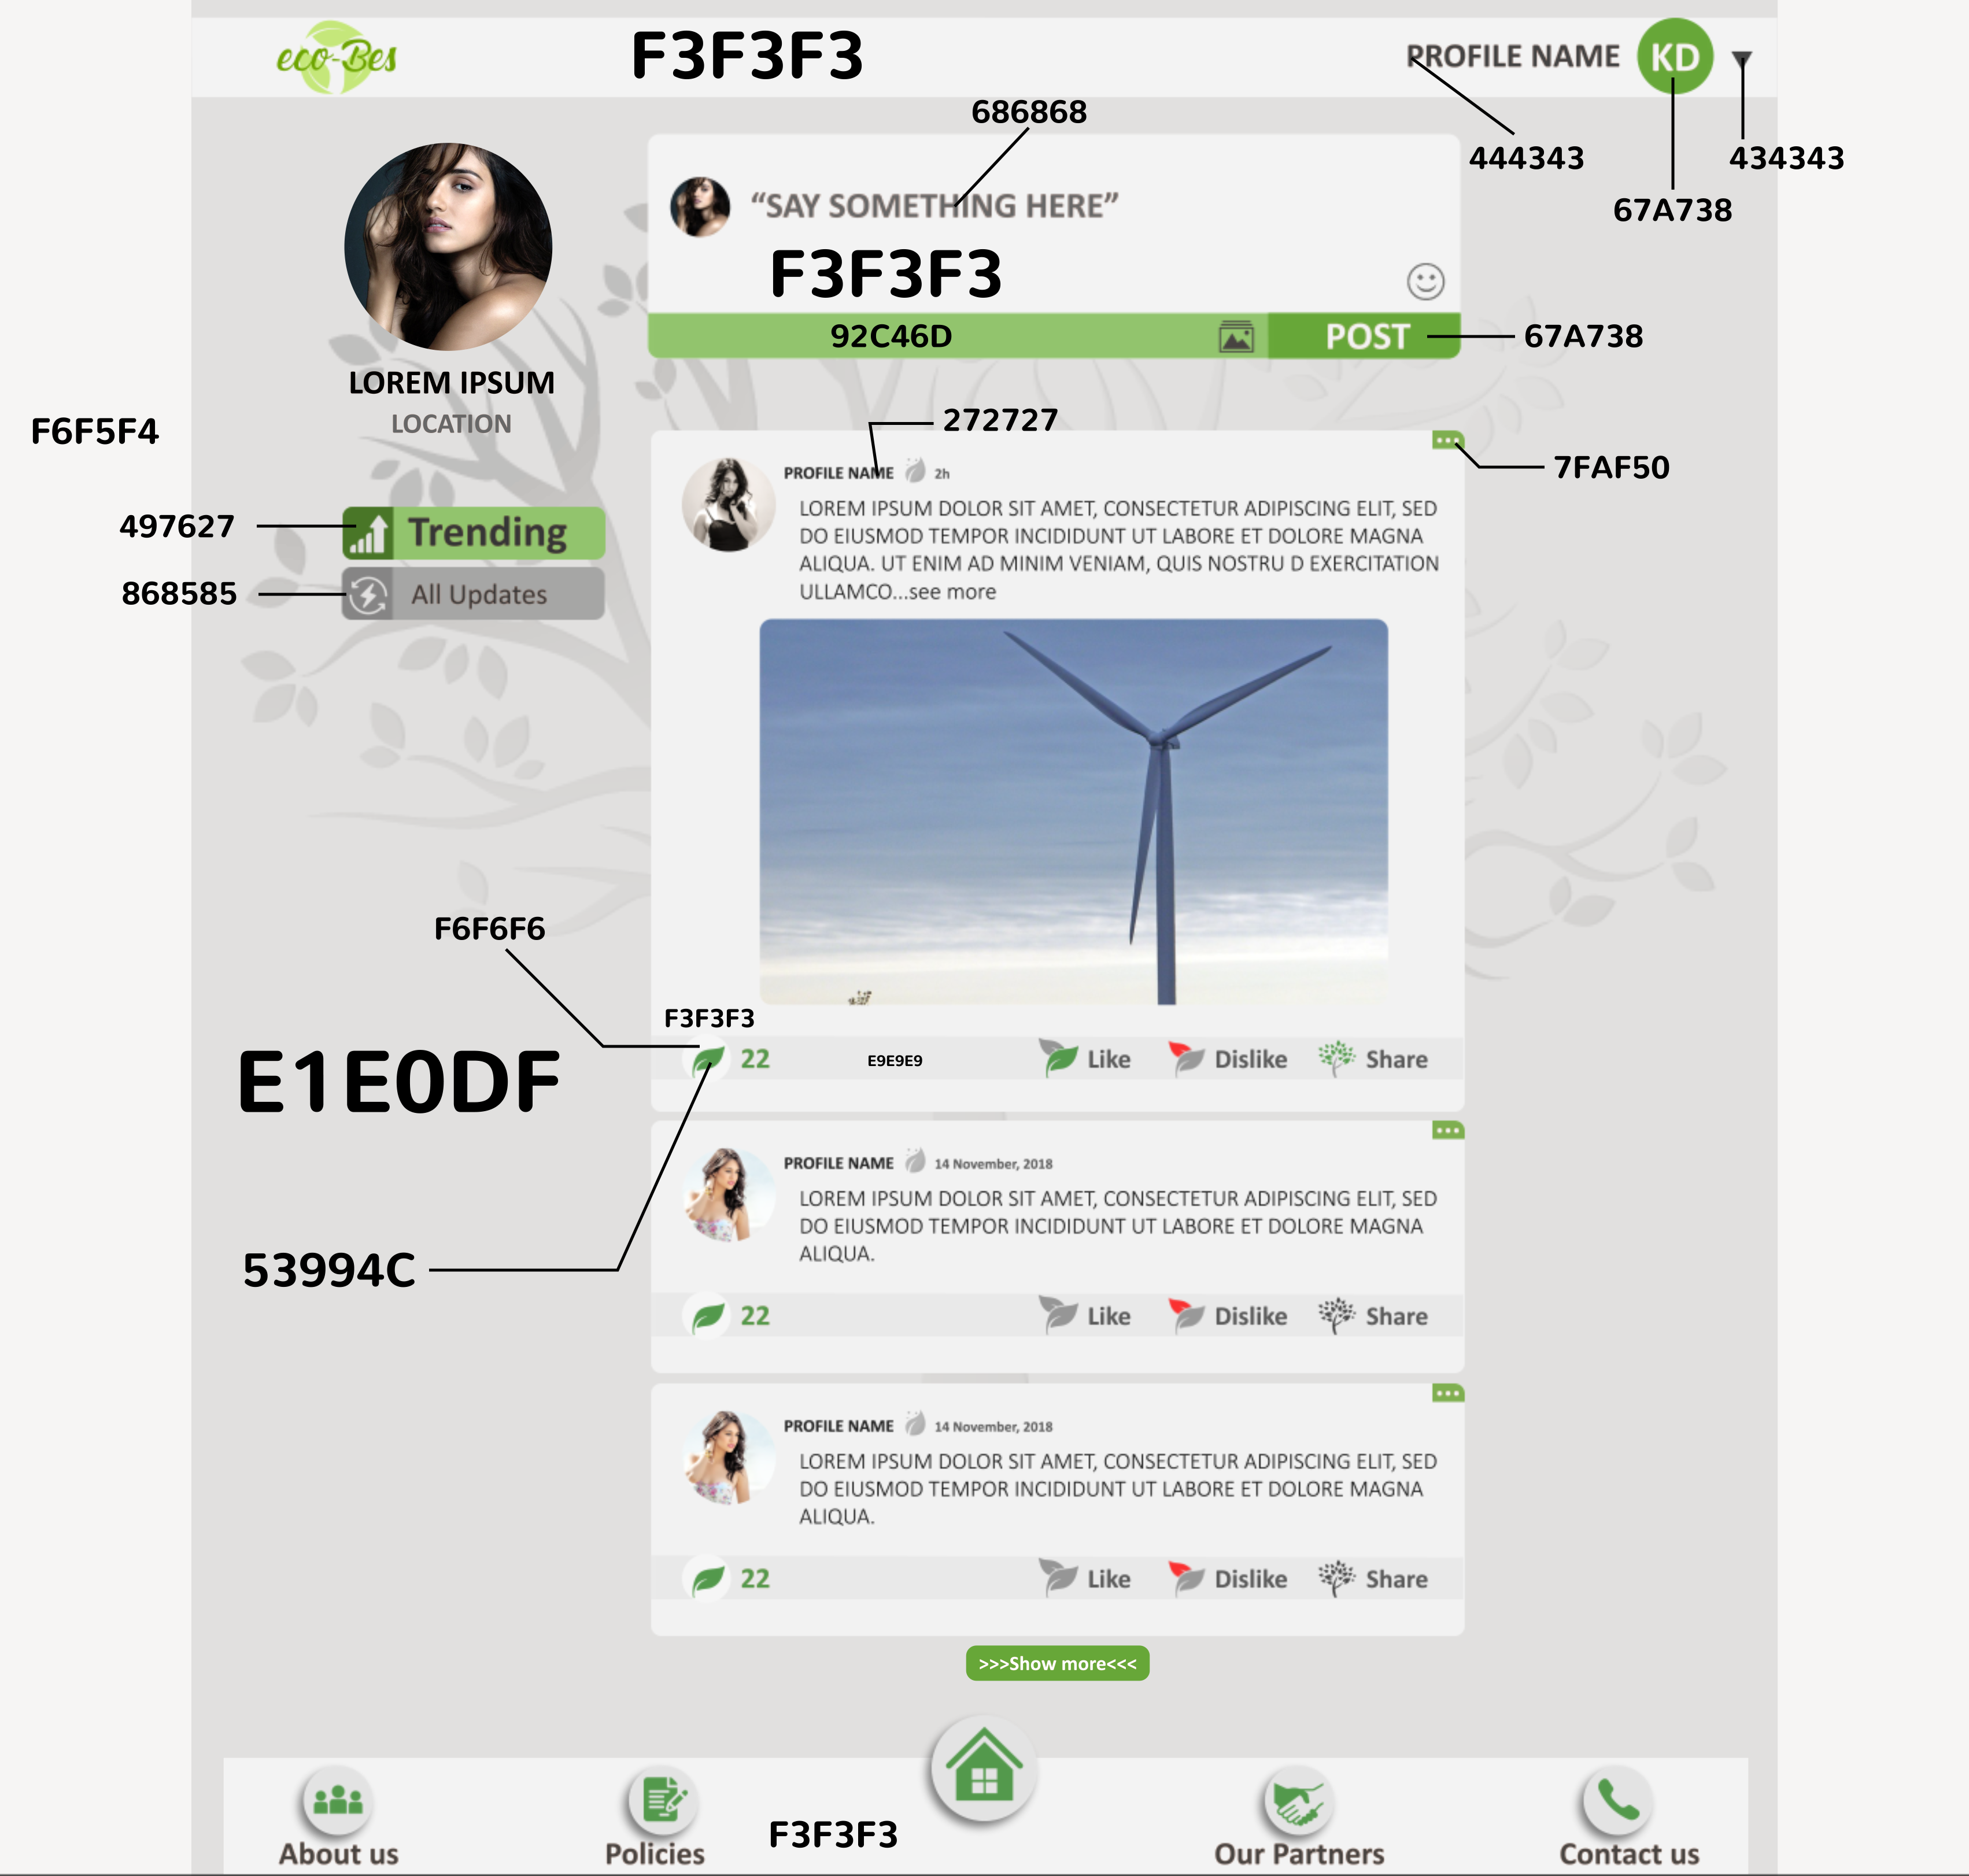 eco-Bes
F3F3F3
PROFILE NAME
KD
686868
444343
434343
67A738
“SAY SOMETHING HERE”
F3F3F3
92C46D
POST
67A738
LOREM IPSUM
LOCATION
F6F5F4
272727
7FAF50
PROFILE NAME 2h
LOREM IPSUM DOLOR SIT AMET, CONSECTETUR ADIPISCING ELIT, SED
DO EIUSMOD TEMPOR INCIDIDUNT UT LABORE ET DOLORE MAGNA
ALIQUA. UT ENIM AD MINIM VENIAM, QUIS NOSTRU D EXERCITATION
ULLAMCO...see more
497627
Trending
868585
All Updates
F6F6F6
F3F3F3
22
E9E9E9
Like
Dislike
Share
E1E0DF
PROFILE NAME 14 November, 2018
LOREM IPSUM DOLOR SIT AMET, CONSECTETUR ADIPISCING ELIT, SED
DO EIUSMOD TEMPOR INCIDIDUNT UT LABORE ET DOLORE MAGNA
ALIQUA.
53994C
22
Like
Dislike
Share
PROFILE NAME 14 November, 2018
LOREM IPSUM DOLOR SIT AMET, CONSECTETUR ADIPISCING ELIT, SED
DO EIUSMOD TEMPOR INCIDIDUNT UT LABORE ET DOLORE MAGNA
ALIQUA.
22
Like
Dislike
Share
>>>Show more<<<
About us
Policies
F3F3F3
Our Partners
Contact us